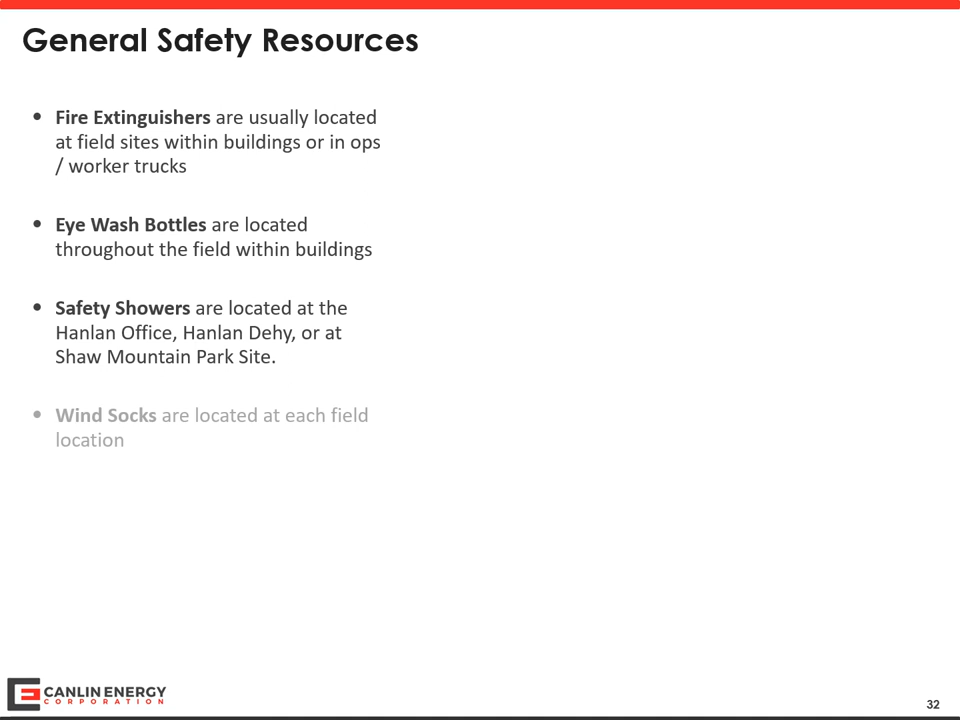 General Safety Resources
• Fire Extinguishers are usually located
at field sites within buildings or in ops
/ worker trucks
• Eye Wash Bottles are located
throughout the field within buildings
• Safety Showers are located at the
Hanlan Office, Hanlan Dehy, or at
Shaw Mountain Park Site.
• Wind Socks are located at each field
location
CANLIN ENERGY
CORPORATION
32